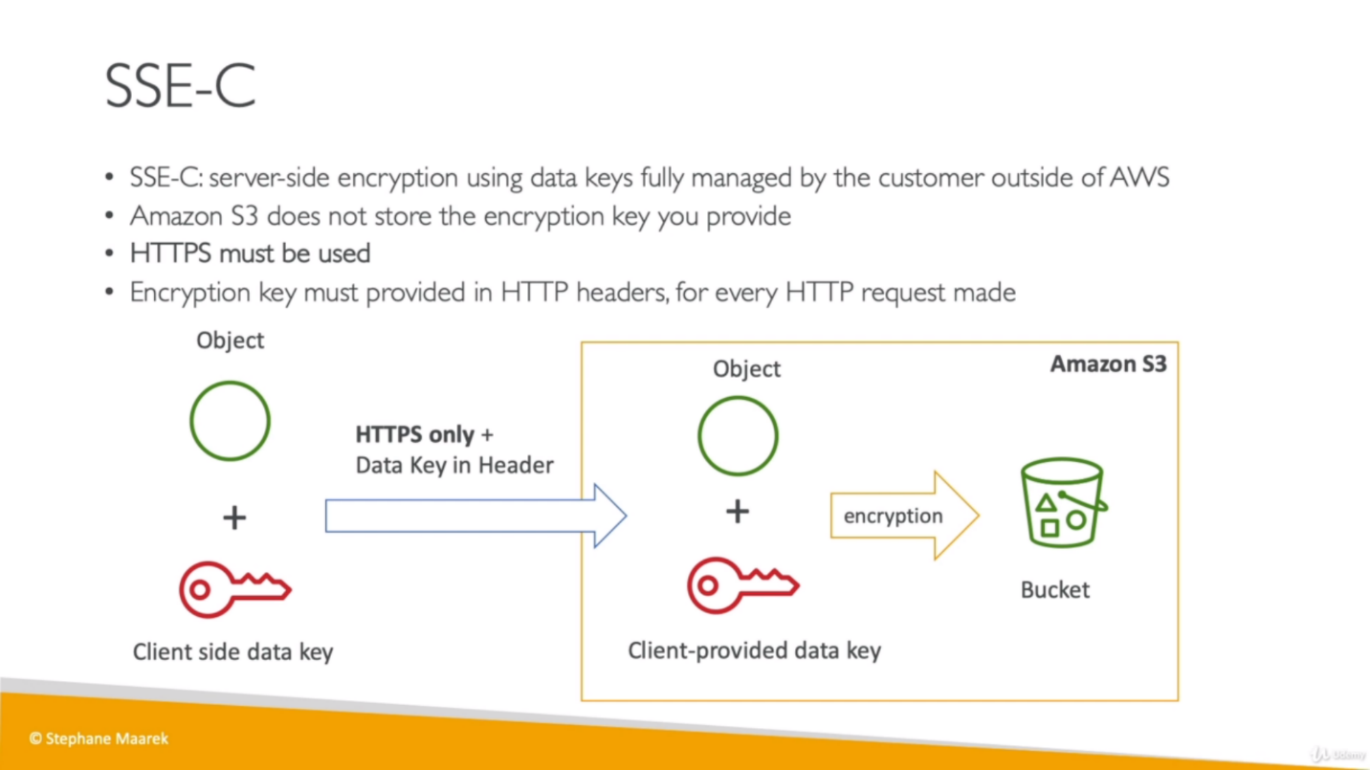 SSE-C
• SSE-C: server-side encryption using data keys fully managed by the customer outside of AWS
• Amazon S3 does not store the encryption key you provide
• HTTPS must be used
• Encryption key must provided in HTTP headers, for every HTTP request made
Object
+
Client side data key
HTTPS only +
Data Key in Header
Amazon S3
Object
+
Client-provided data key
encryption
Bucket
© Stephane Maarek
Udemy